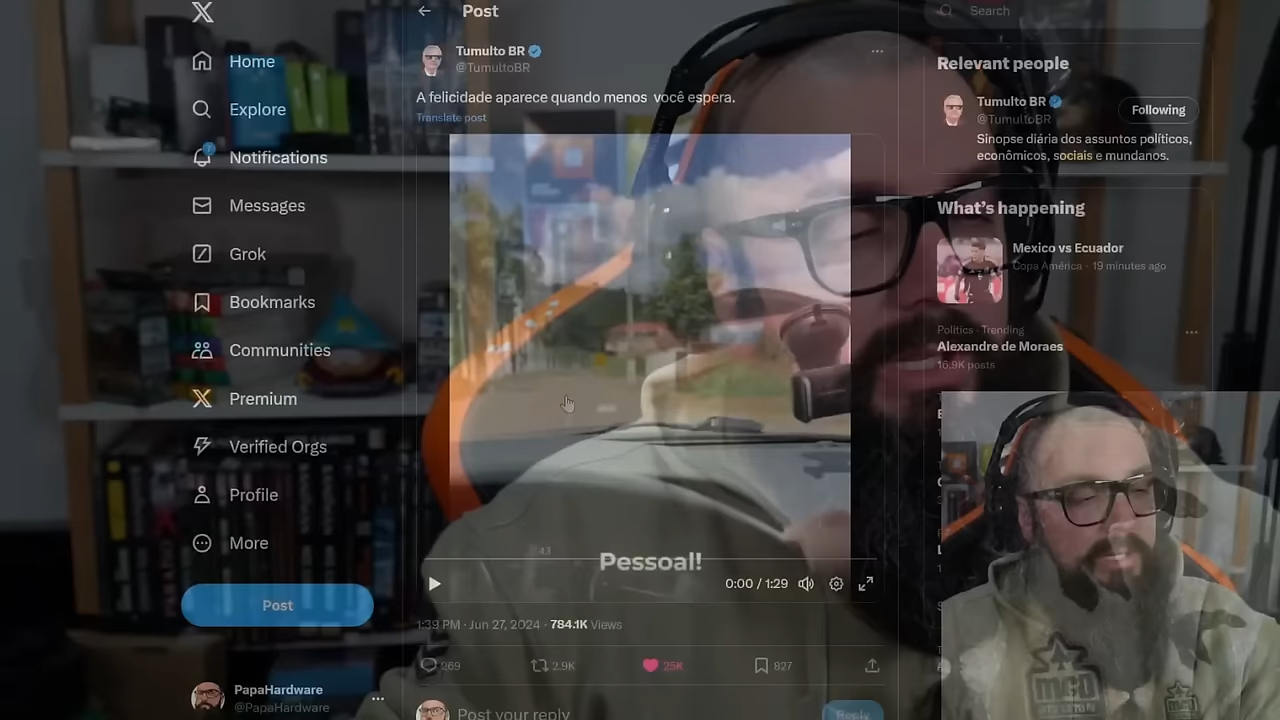 Home
Explore
Notifications
Messages
Grok
Bookmarks
Communities
Premium
Verified Orgs
Profile
More
Post
PapaHardware
@PapaHardware
Post
Tumulto BR
@TumultoBR
A felicidade aparece quando menos você espera.
Translate post
Pessoal!
0:00 / 1:29
1:39 PM · Jun 27, 2024 · 784.1K Views
269
2.9K
25K
827
Post your reply
Reply
Search
Relevant people
Tumulto BR
@TumultoBR
Following
Sinopse diária dos assuntos políticos,
econômicos, sociais e mundanos.
What's happening
Mexico vs Ecuador
Copa América · 19 minutes ago
Politics · Trending
Alexandre de Moraes
16.9K posts
mcd